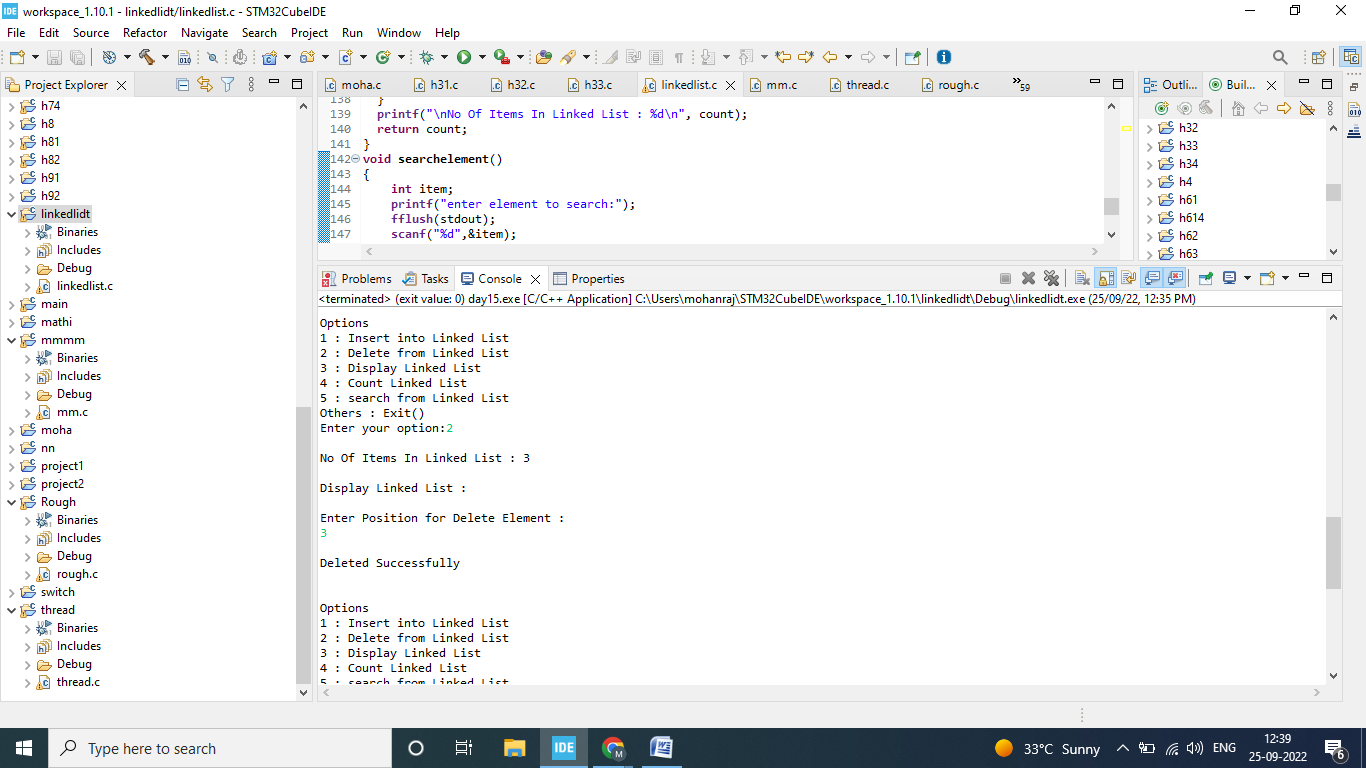 workspace_1.10.1 - linkedlidt/linkedlist.c - STM32CubeIDE
File Edit Source Refactor Navigate Search Project Run Window Help
Project Explorer
h74
h8
h81
h82
h91
h92
linkedlidt
Binaries
Includes
Debug
linkedlist.c
main
mathi
mmmm
Binaries
Includes
Debug
mm.c
moha
nn
project1
project2
Rough
Binaries
Includes
Debug
rough.c
switch
thread
Binaries
Includes
Debug
thread.c
moha.c h31.c h32.c h33.c linkedlist.c mm.c thread.c rough.c »59
138 }
139 printf("\nNo Of Items In Linked List : %d\n", count);
140 return count;
141 }
142 void searchelement()
143 {
144 int item;
145 printf("enter element to search:");
146 fflush(stdout);
147 scanf("%d",&item);
Outli... Buil...
h32
h33
h34
h4
h61
h614
h62
h63
Problems Tasks Console Properties
<terminated> (exit value: 0) day15.exe [C/C++ Application] C:\Users\mohanraj\STM32CubeIDE\workspace_1.10.1\linkedlidt\Debug\linkedlidt.exe (25/09/22, 12:35 PM)
Options
1 : Insert into Linked List
2 : Delete from Linked List
3 : Display Linked List
4 : Count Linked List
5 : search from Linked List
Others : Exit()
Enter your option:2
No Of Items In Linked List : 3
Display Linked List :
Enter Position for Delete Element :
3
Deleted Successfully
Options
1 : Insert into Linked List
2 : Delete from Linked List
3 : Display Linked List
4 : Count Linked List
5 : search from Linked List
IDE
Type here to search
33°C Sunny
ENG
12:39
25-09-2022
6